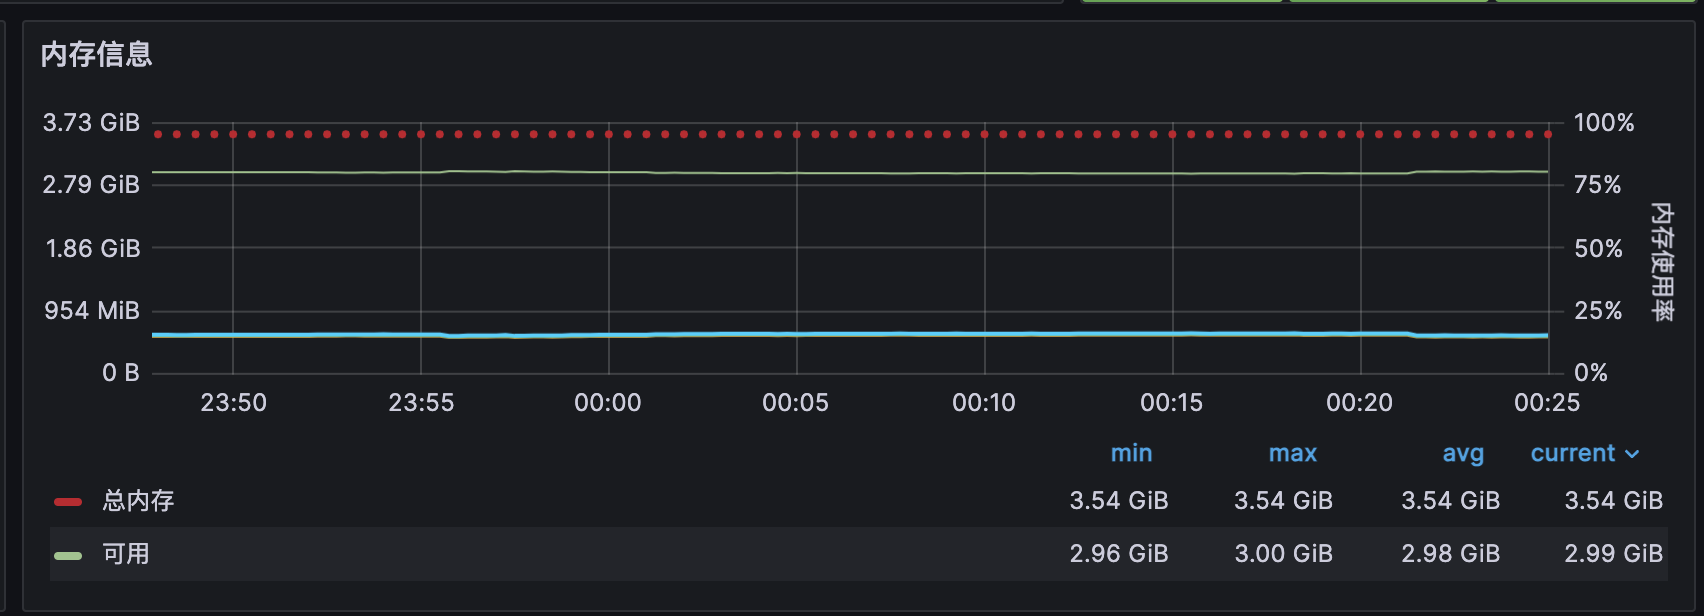 内存信息
3.73 GiB
2.79 GiB
1.86 GiB
954 MiB
0 B
100%
75%
50%
25%
0%
内存使用率
23:50 23:55 00:00 00:05 00:10 00:15 00:20 00:25
min max avg current
总内存 3.54 GiB 3.54 GiB 3.54 GiB 3.54 GiB
可用 2.96 GiB 3.00 GiB 2.98 GiB 2.99 GiB